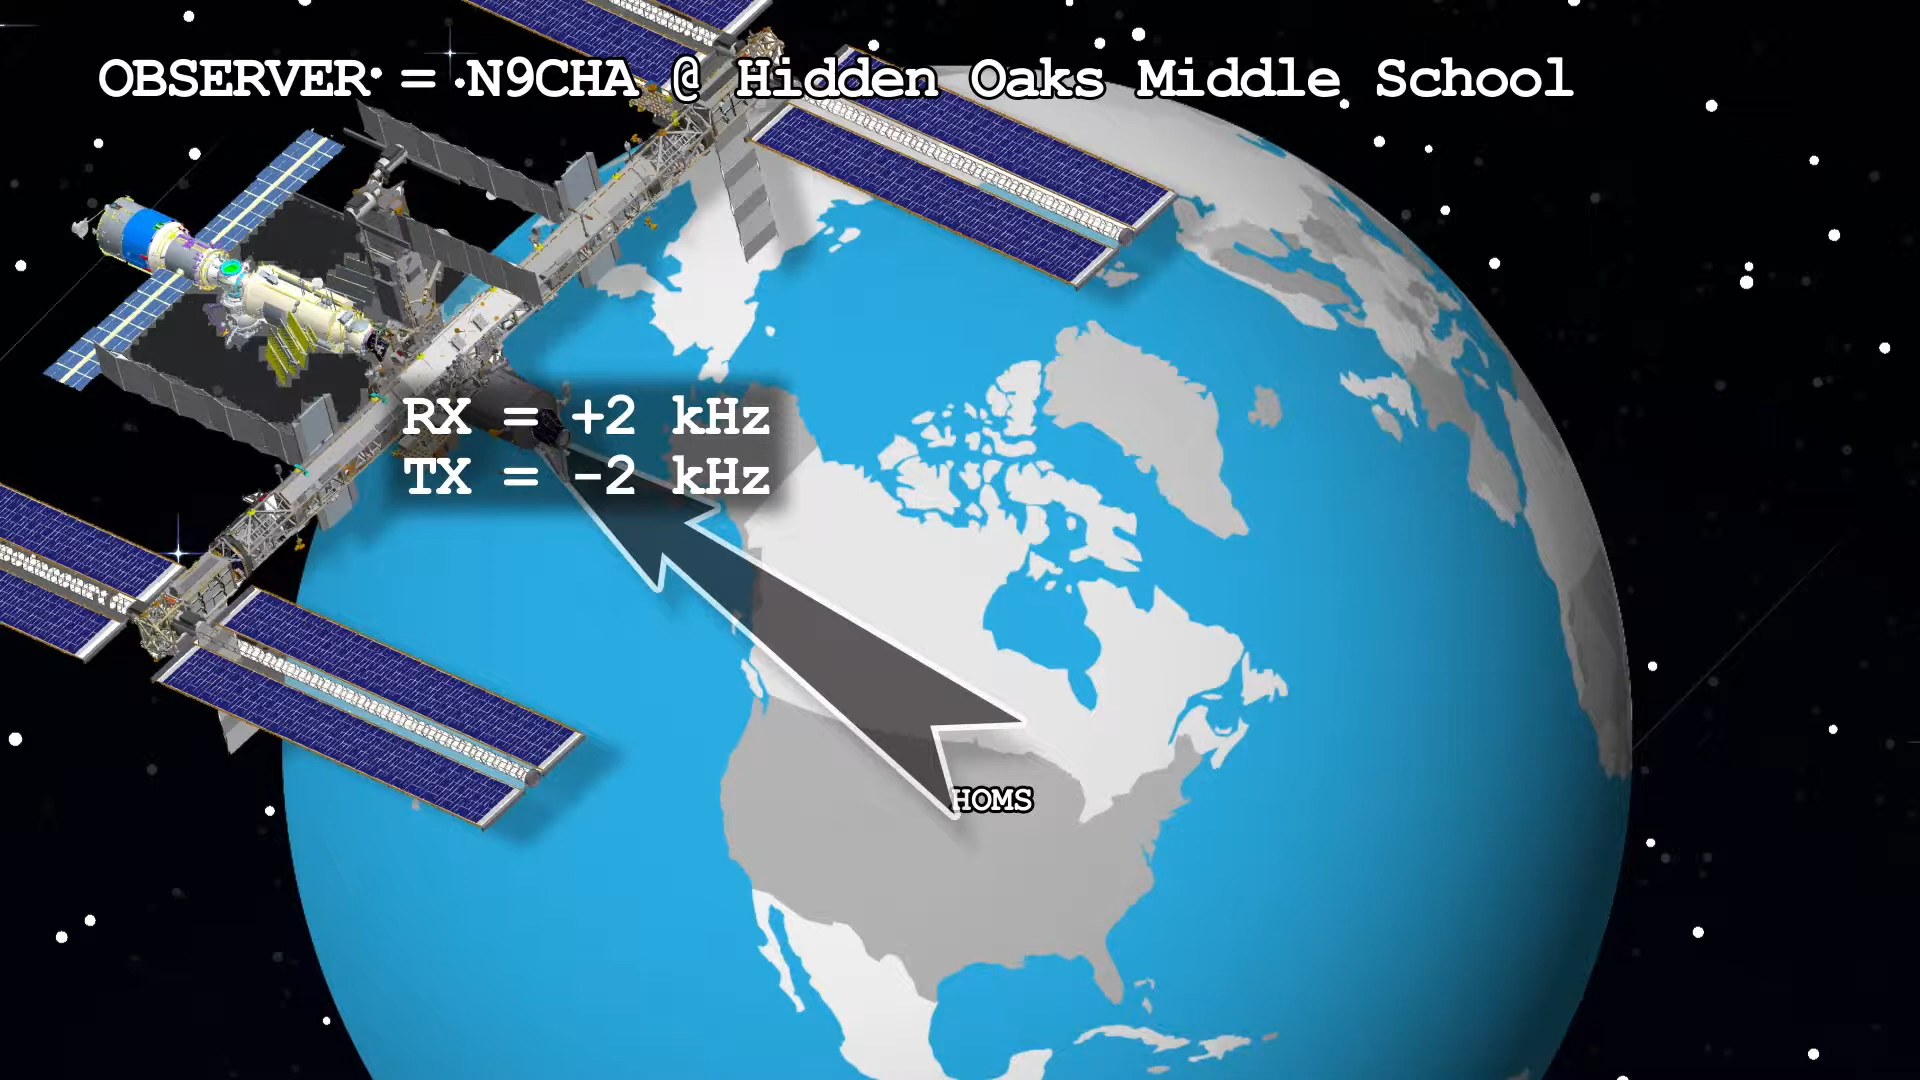 OBSERVER = N9CHA @ Hidden Oaks Middle School
RX = +2 kHz
TX = -2 kHz
HOMS